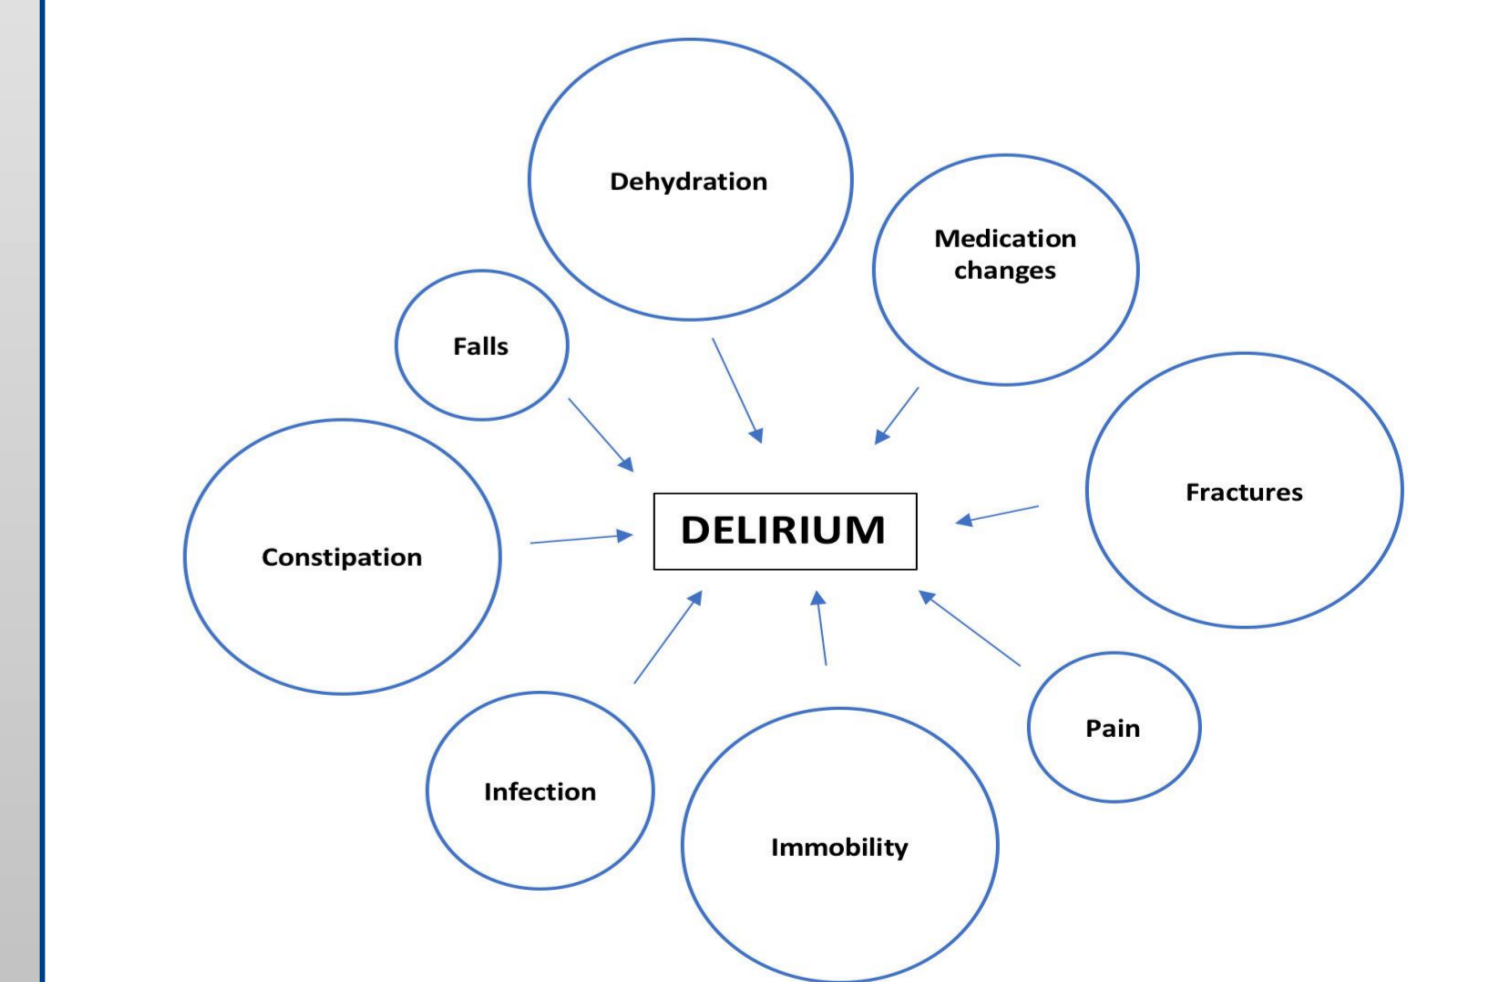 Dehydration
Medication
changes
Falls
Fractures
DELIRIUM
Constipation
Pain
Infection
Immobility